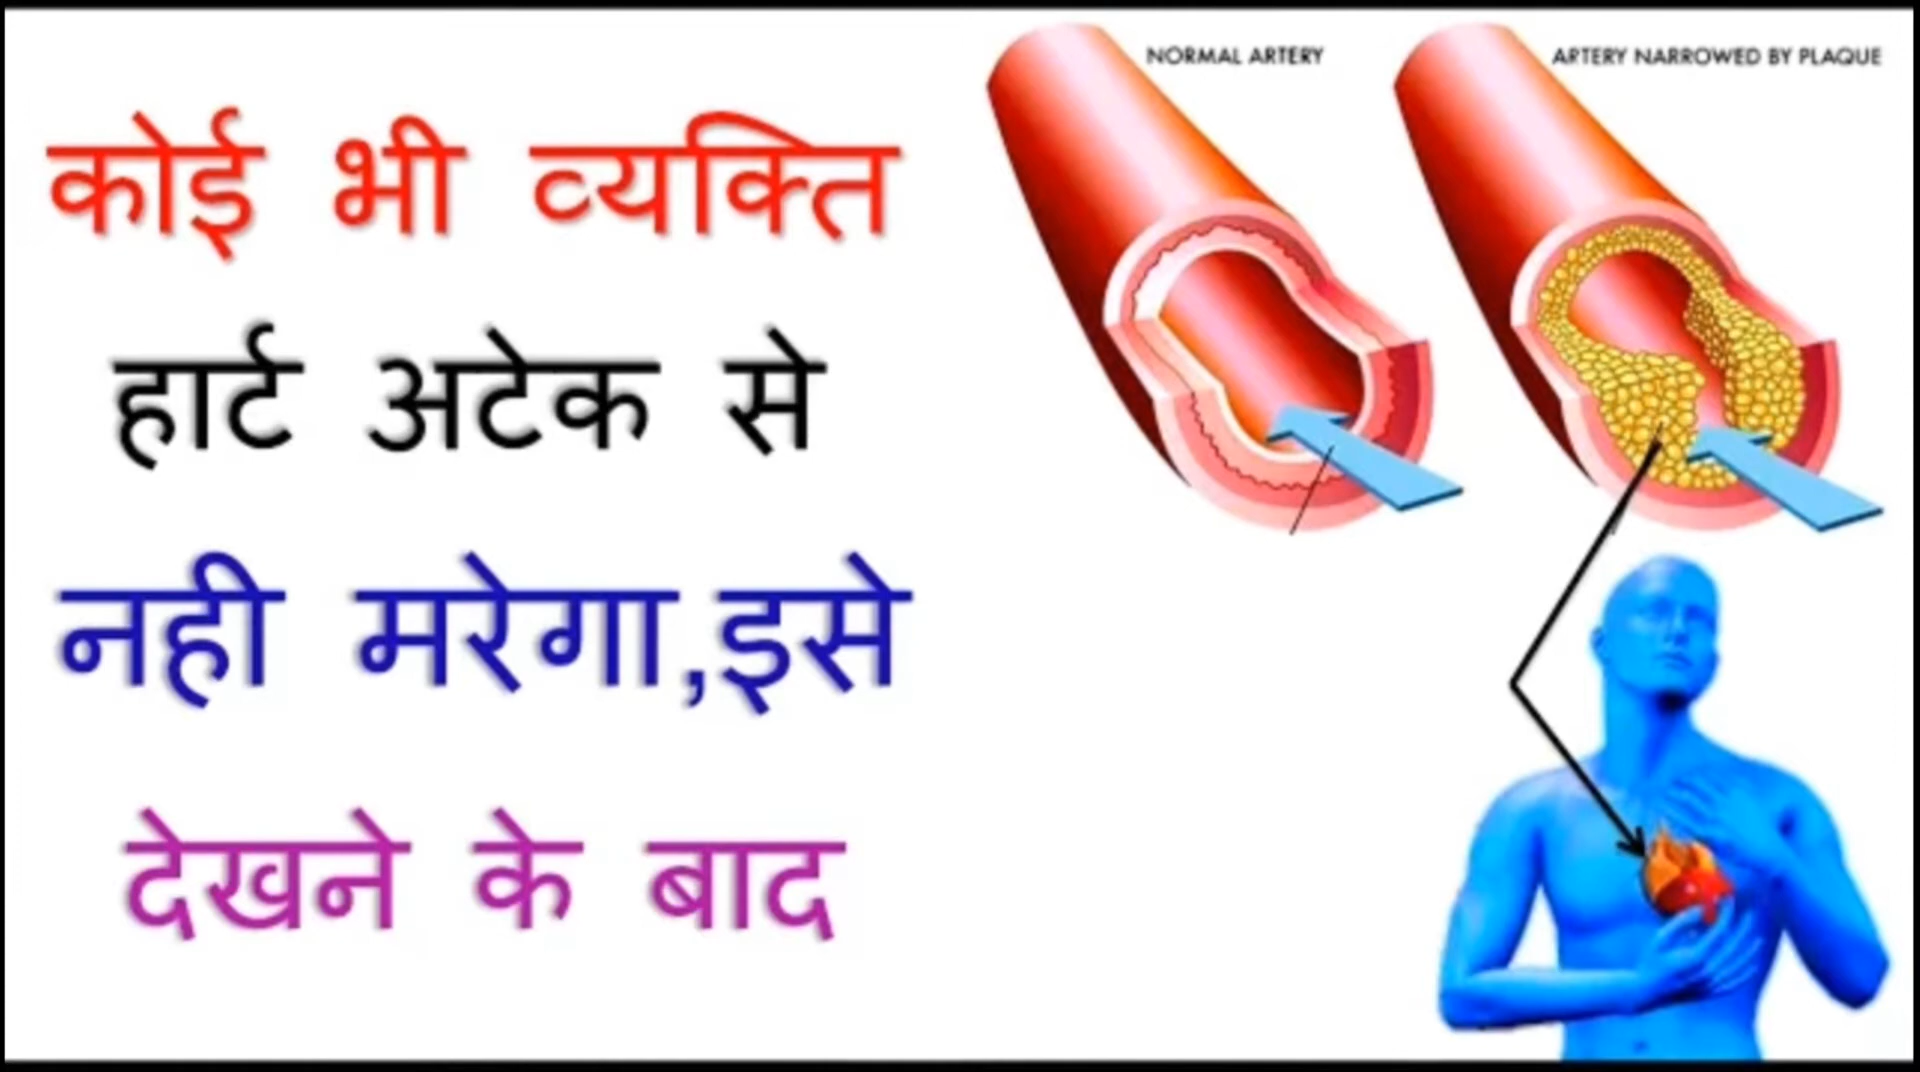 कोई भी व्यक्ति
हार्ट अटेक से
नही मरेगा,इसे
देखने के बाद
NORMAL ARTERY
ARTERY NARROWED BY PLAQUE